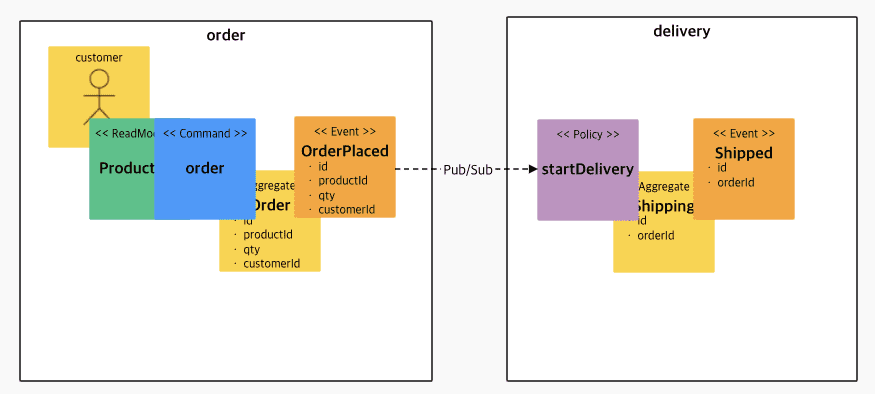 order
customer
<< ReadMo
Product
<< Command >>
order
ggregate
Order
· id
· productId
· qty
· customerId
<< Event >>
OrderPlaced
· id
· productId
· qty
· customerId
Pub/Sub
delivery
<< Policy >>
startDelivery
Aggregate
Shipping
· id
· orderId
<< Event >>
Shipped
· id
· orderId